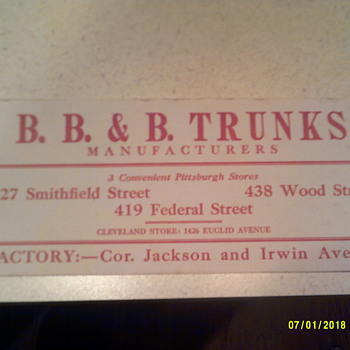 B. B. & B. TRUNKS
MANUFACTURERS
3 Convenient Pittsburgh Stores
27 Smithfield Street 438 Wood St
419 Federal Street
CLEVELAND STORE: 1426 EUCLID AVENUE
ACTORY:—Cor. Jackson and Irwin Ave
07/01/2018